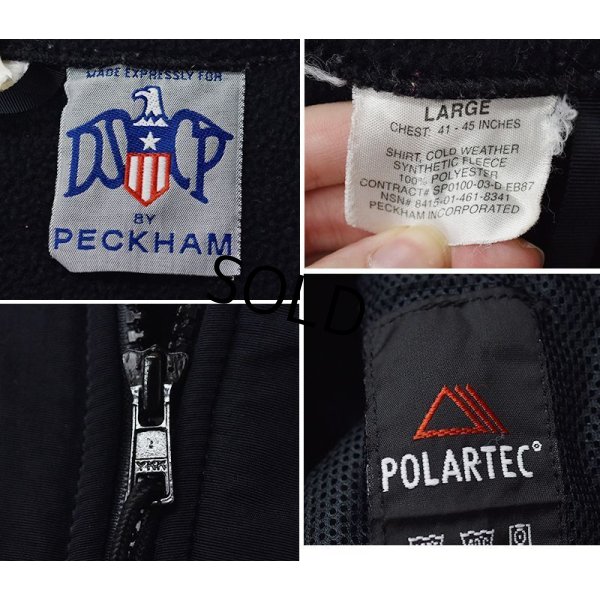 MADE EXPRESSLY FOR
DSCP
BY
PECKHAM
LARGE
CHEST: 41 - 45 INCHES
SHIRT, COLD WEATHER
SYNTHETIC FLEECE
100% POLYESTER
CONTRACT# SP0100-03-D-EB87
NSN# 8415-01-461-8341
PECKHAM INCORPORATED
SOLD
YKK
POLARTEC®